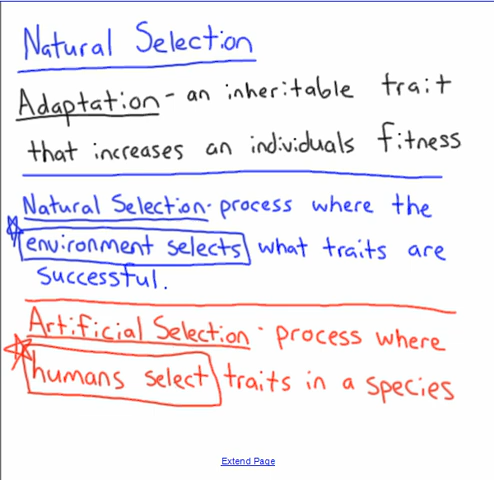 Natural Selection
Adaptation - an inheritable trait
that increases an individuals fitness
Natural Selection - process where the
environment selects what traits are
successful.
Artificial Selection - process where
humans select traits in a species
Extend Page